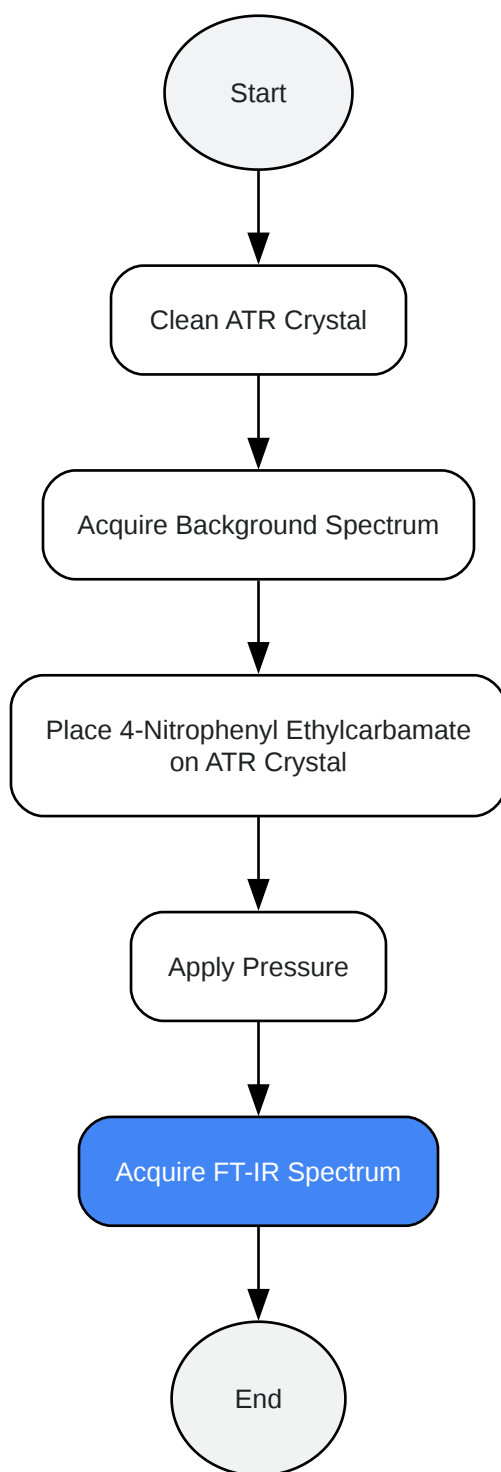 Start
Clean ATR Crystal
Acquire Background Spectrum
Place 4-Nitrophenyl Ethylcarbamate
on ATR Crystal
Apply Pressure
Acquire FT-IR Spectrum
End